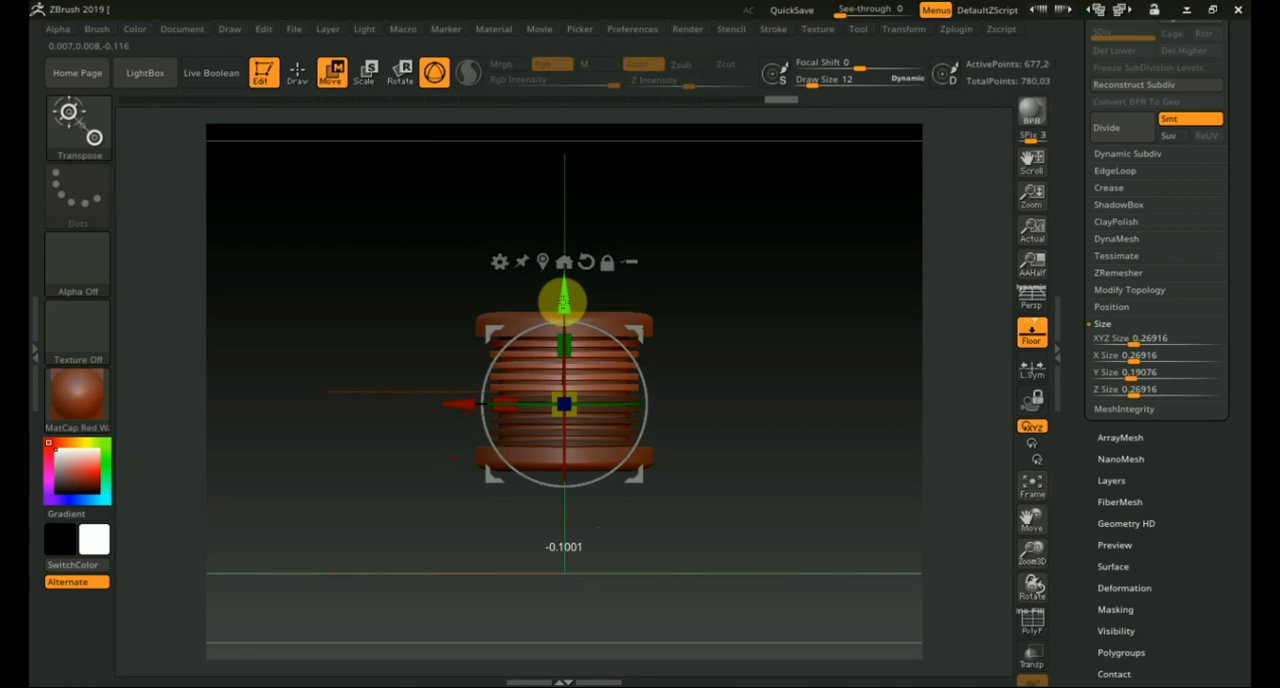 ZBrush 2019 [
AC QuickSave See-through 0 Menus DefaultZScript
Alpha Brush Color Document Draw Edit File Layer Light Macro Marker Material Movie Picker Preferences Render Stencil Stroke Texture Tool Transform Zplugin Zscript
0.007,0.008,-0.116
Home Page LightBox Live Boolean Edit Draw Move Scale Rotate
Mrgb Rgb M Zadd Zsub Zcut
Rgb Intensity Z Intensity
Focal Shift 0
Draw Size 12 Dynamic
ActivePoints: 677,2
TotalPoints: 780,03
Transpose
Dots
Alpha Off
Texture Off
MatCap Red W
Gradient
SwitchColor
Alternate
-0.1001
BPR
SPix 3
Scroll
Zoom
Actual
AAHalf
Dynamic
Persp
Floor
L.Sym
XYZ
Frame
Move
Zoom3D
Rotate
PolyF
Transp
SDiv Cage Rstr
Del Lower Del Higher
Freeze SubDivision Levels
Reconstruct Subdiv
Convert BPR To Geo
Divide Smt
Suv ReUV
Dynamic Subdiv
EdgeLoop
Crease
ShadowBox
ClayPolish
DynaMesh
Tessimate
ZRemesher
Modify Topology
Position
Size
XYZ Size 0.26916
X Size 0.26916
Y Size 0.19076
Z Size 0.26916
MeshIntegrity
ArrayMesh
NanoMesh
Layers
FiberMesh
Geometry HD
Preview
Surface
Deformation
Masking
Visibility
Polygroups
Contact